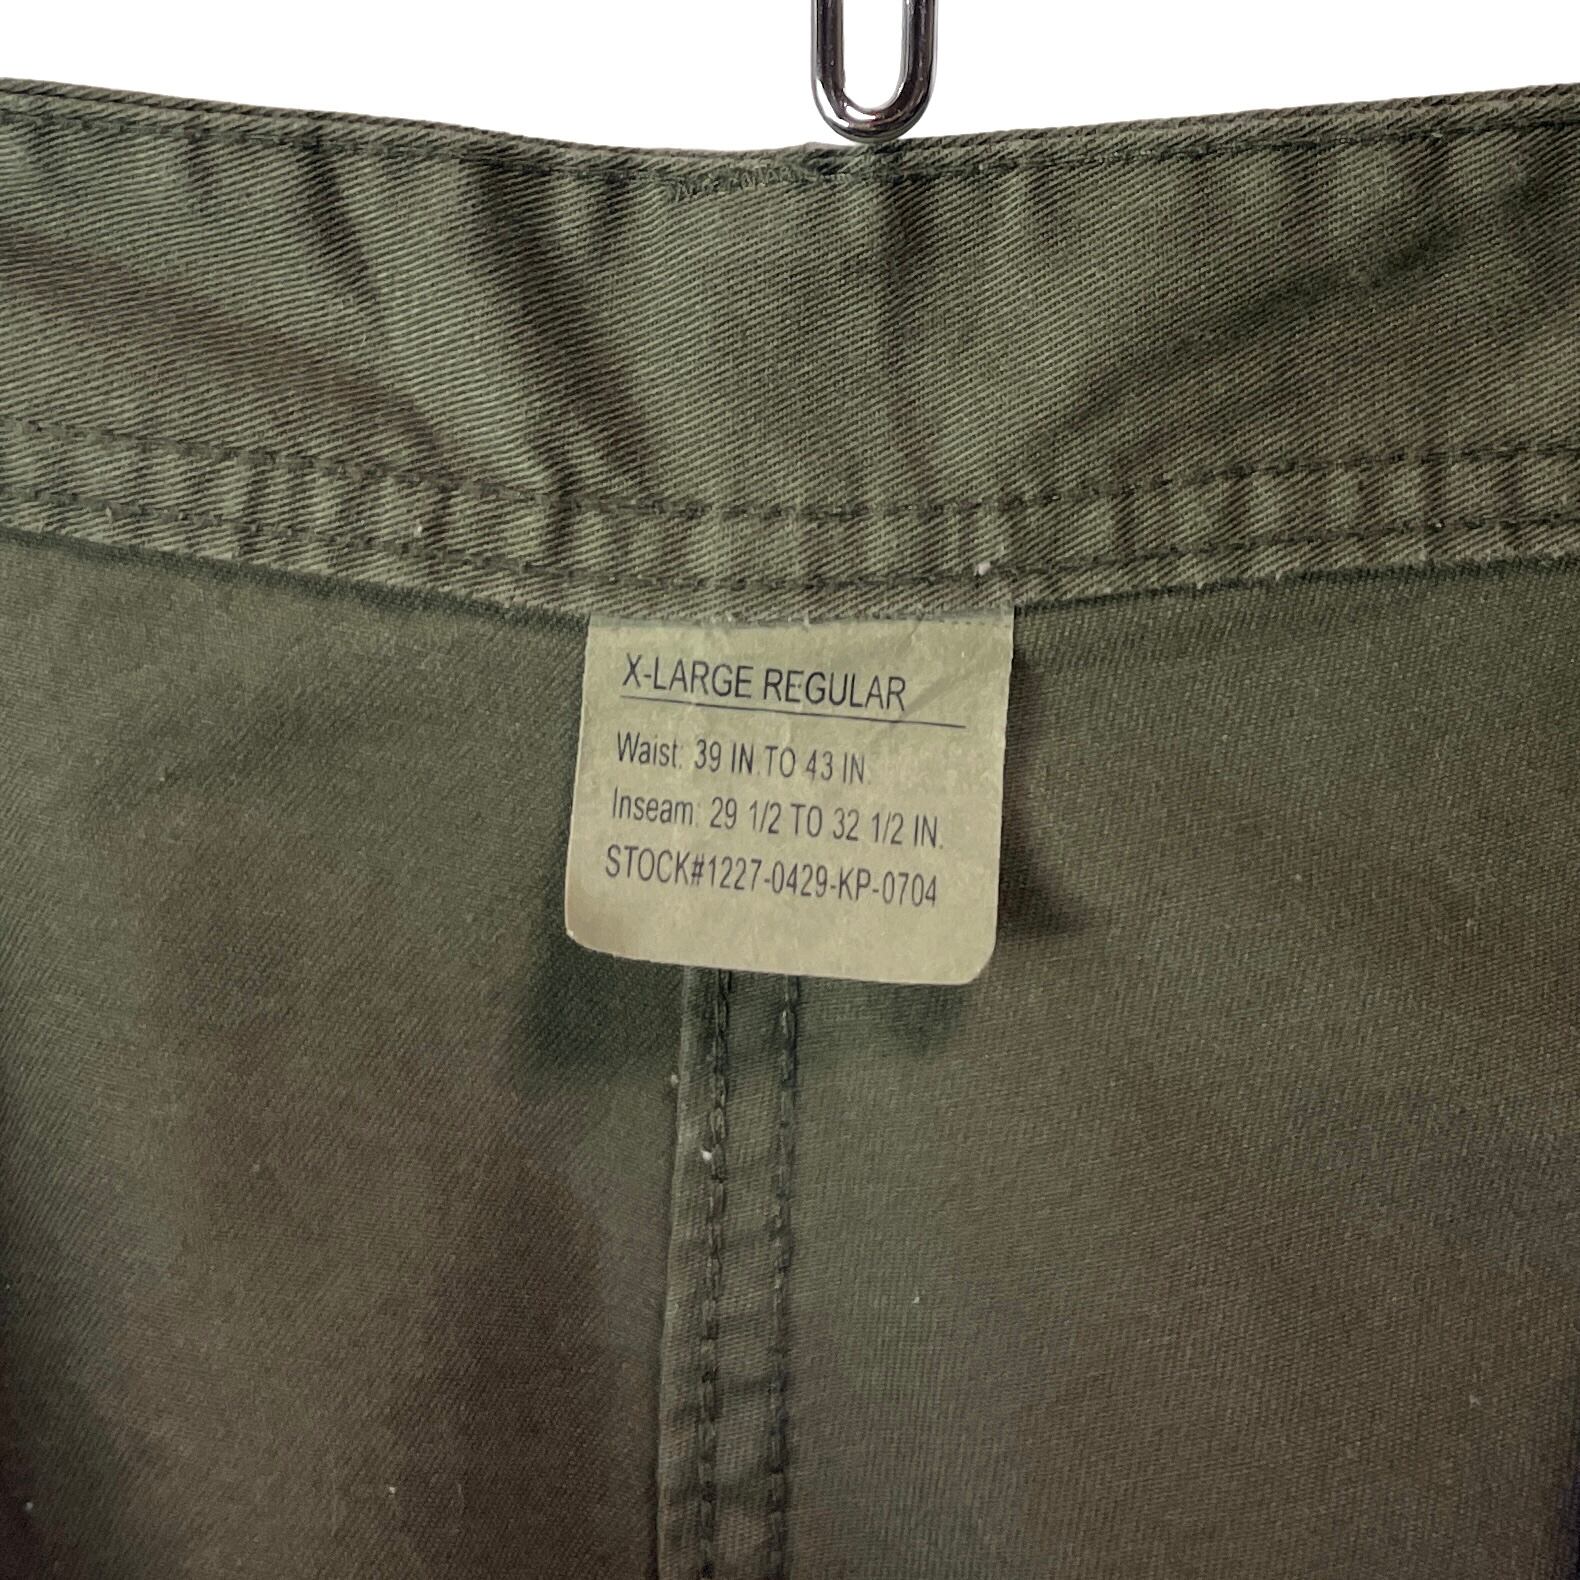 X-LARGE REGULAR
Waist: 39 IN.TO 43 IN.
Inseam: 29 1/2 TO 32 1/2 IN.
STOCK#1227-0429-KP-0704